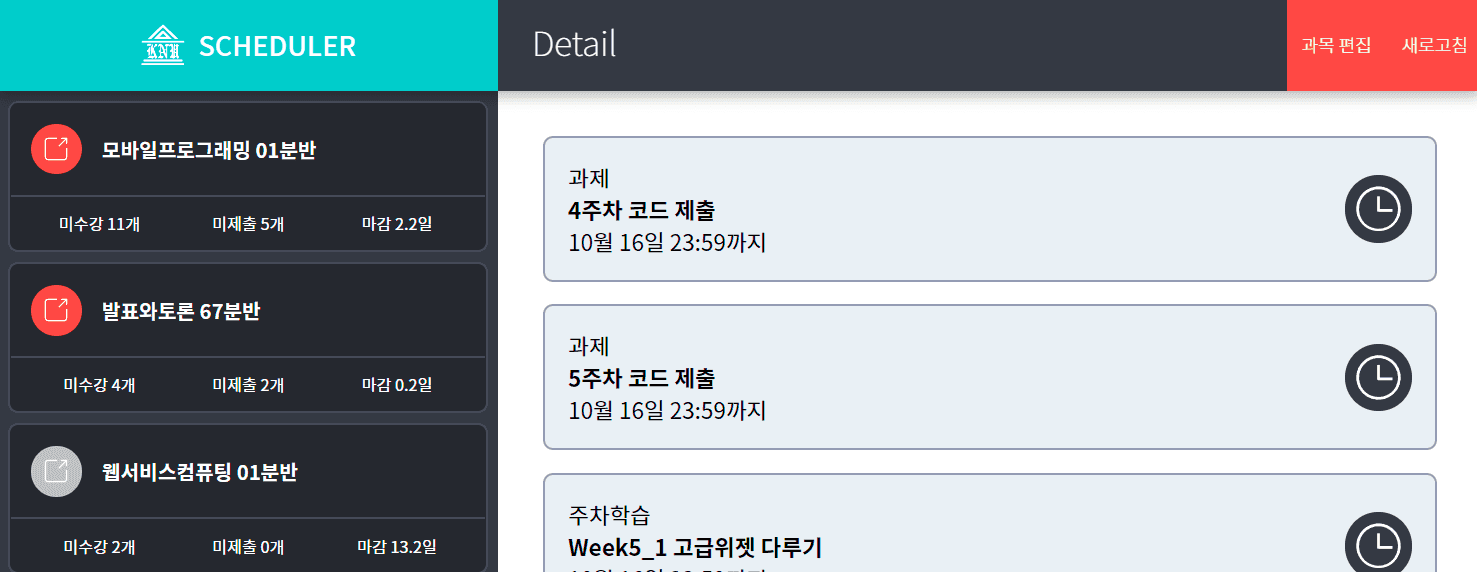 KNU SCHEDULER
Detail
과목 편집
새로고침
모바일프로그래밍 01분반
미수강 11개
미제출 5개
마감 2.2일
발표와토론 67분반
미수강 4개
미제출 2개
마감 0.2일
웹서비스컴퓨팅 01분반
미수강 2개
미제출 0개
마감 13.2일
과제
4주차 코드 제출
10월 16일 23:59까지
과제
5주차 코드 제출
10월 16일 23:59까지
주차학습
Week5_1 고급위젯 다루기